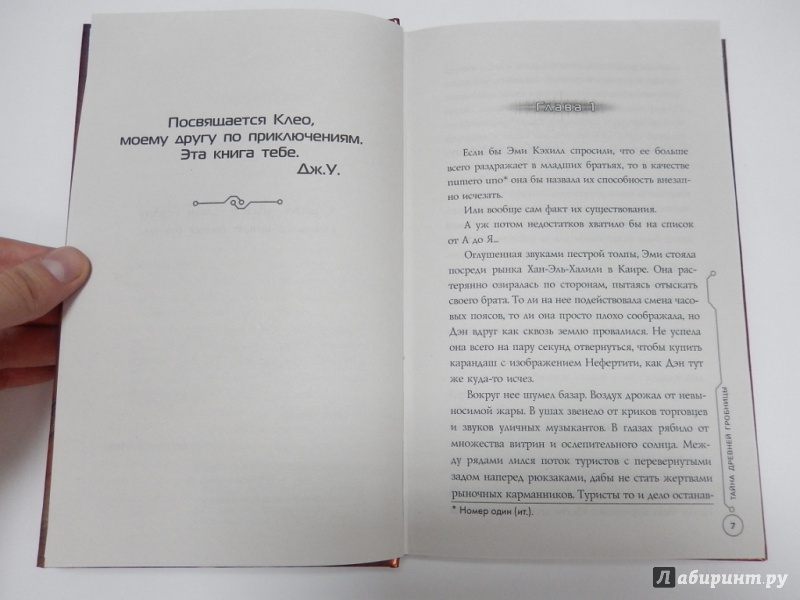 Посвящается Клео,
моему другу по приключениям.
Эта книга тебе.
Дж.У.
Глава 1
Если бы Эми Кэхилл спросили, что ее больше
всего раздражает в младших братьях, то в качестве
numero uno* она бы назвала их способность внезап-
но исчезать.
Или вообще сам факт их существования.
А уж потом недостатков хватило бы на список
от А до Я...
Оглушенная звуками пестрой толпы, Эми стояла
посреди рынка Хан-Эль-Халили в Каире. Она рас-
терянно озиралась по сторонам, пытаясь отыскать
своего брата. То ли на нее подействовала смена часо-
вых поясов, то ли она просто плохо соображала, но
Дэн вдруг как сквозь землю провалился. Не успела
она всего на пару секунд отвернуться, чтобы купить
карандаш с изображением Нефертити, как Дэн тут
же куда-то исчез.
Вокруг нее шумел базар. Воздух дрожал от невы-
носимой жары. В ушах звенело от криков торговцев
и звуков уличных музыкантов. В глазах рябило от
множества витрин и ослепительного солнца. Меж-
ду рядами лился поток туристов с перевернутыми
задом наперед рюкзаками, дабы не стать жертвами
рыночных карманников. Туристы то и дело останав-
* Номер один (ит.).
ТАЙНА ДРЕВНЕЙ ГРОБНИЦЫ
7
Лабиринт.ру